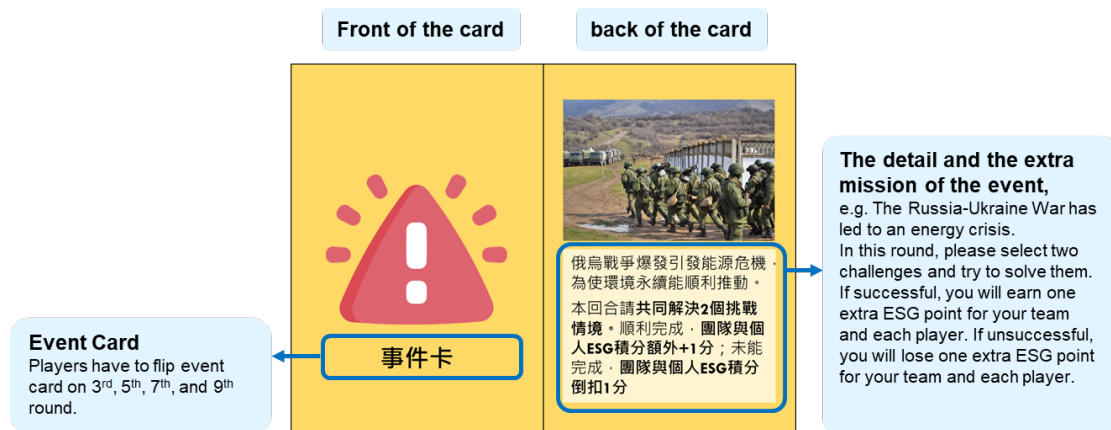 Front of the card
back of the card
事件卡
俄烏戰爭爆發引發能源危機，
為使環境永續能順利推動。
本回合請共同解決2個挑戰
情境。順利完成，團隊與個
人ESG積分額外+1分；未能
完成，團隊與個人ESG積分
倒扣1分
Event Card
Players have to flip event
card on 3rd, 5th, 7th, and 9th
round.
The detail and the extra
mission of the event,
e.g. The Russia-Ukraine War has
led to an energy crisis.
In this round, please select two
challenges and try to solve them.
If successful, you will earn one
extra ESG point for your team
and each player. If unsuccessful,
you will lose one extra ESG point
for your team and each player.